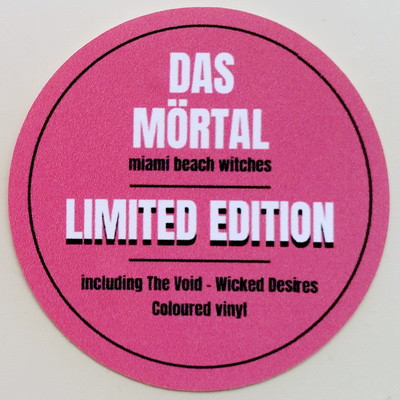 DAS
MÖRTAL
miami beach witches
LIMITED EDITION
including The Void - Wicked Desires
Coloured vinyl